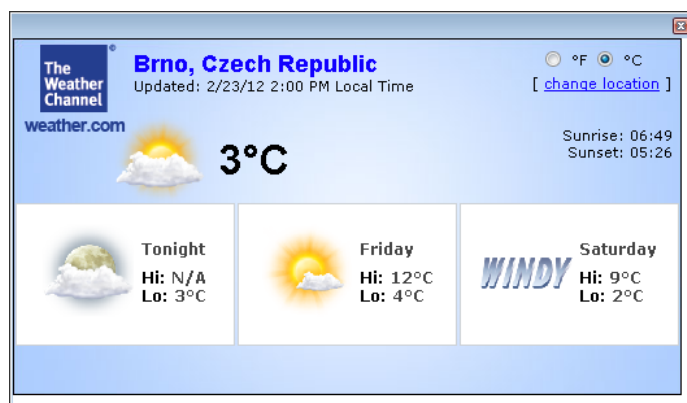 The
Weather
Channel
weather.com
Brno, Czech Republic
Updated: 2/23/12 2:00 PM Local Time
°F °C
[ change location ]
3°C
Sunrise: 06:49
Sunset: 05:26
Tonight
Hi: N/A
Lo: 3°C
Friday
Hi: 12°C
Lo: 4°C
WINDY
Saturday
Hi: 9°C
Lo: 2°C